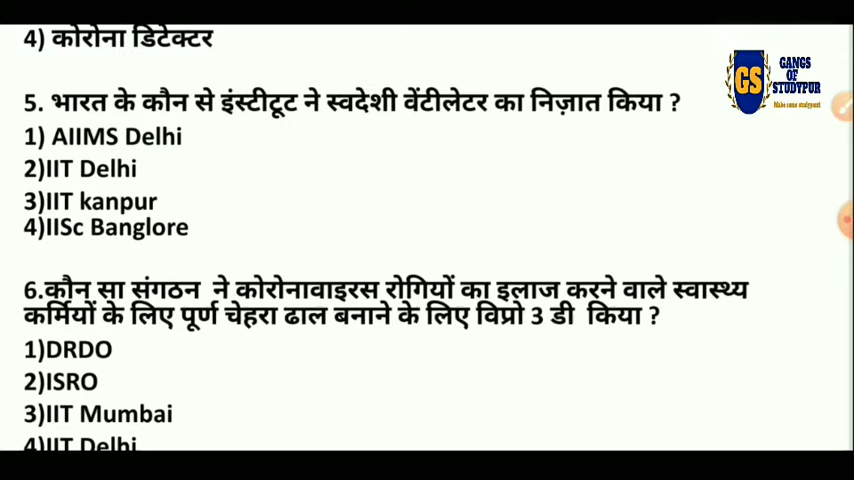 4) कोरोना डिटेक्टर
5. भारत के कौन से इंस्टीटूट ने स्वदेशी वेंटीलेटर का निज़ात किया ?
1) AIIMS Delhi
2)IIT Delhi
3)IIT kanpur
4)IISc Banglore
6.कौन सा संगठन ने कोरोनावाइरस रोगियों का इलाज करने वाले स्वास्थ्य
कर्मियों के लिए पूर्ण चेहरा ढाल बनाने के लिए विप्रो 3 डी किया ?
1)DRDO
2)ISRO
3)IIT Mumbai
4)IIT Delhi
GS
GANGS
OF
STUDYPUR